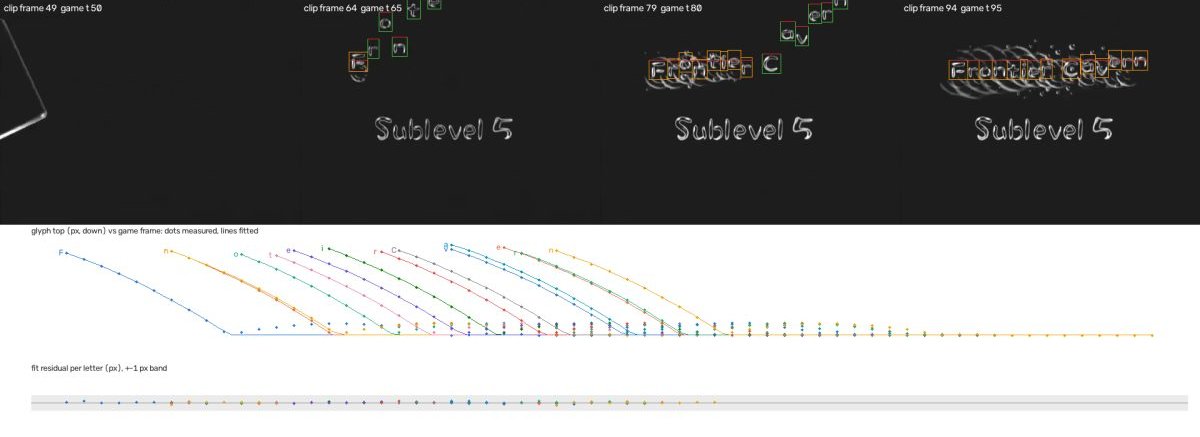 clip frame 49 game t 50
clip frame 64 game t 65
clip frame 79 game t 80
clip frame 94 game t 95
F r o n t e
Frontier C a v e r n
Frontier Cavern
Sublevel 5
Sublevel 5
Sublevel 5
glyph top (px, down) vs game frame: dots measured, lines fitted
F n o t e i r C a v e r n
fit residual per letter (px), +-1 px band